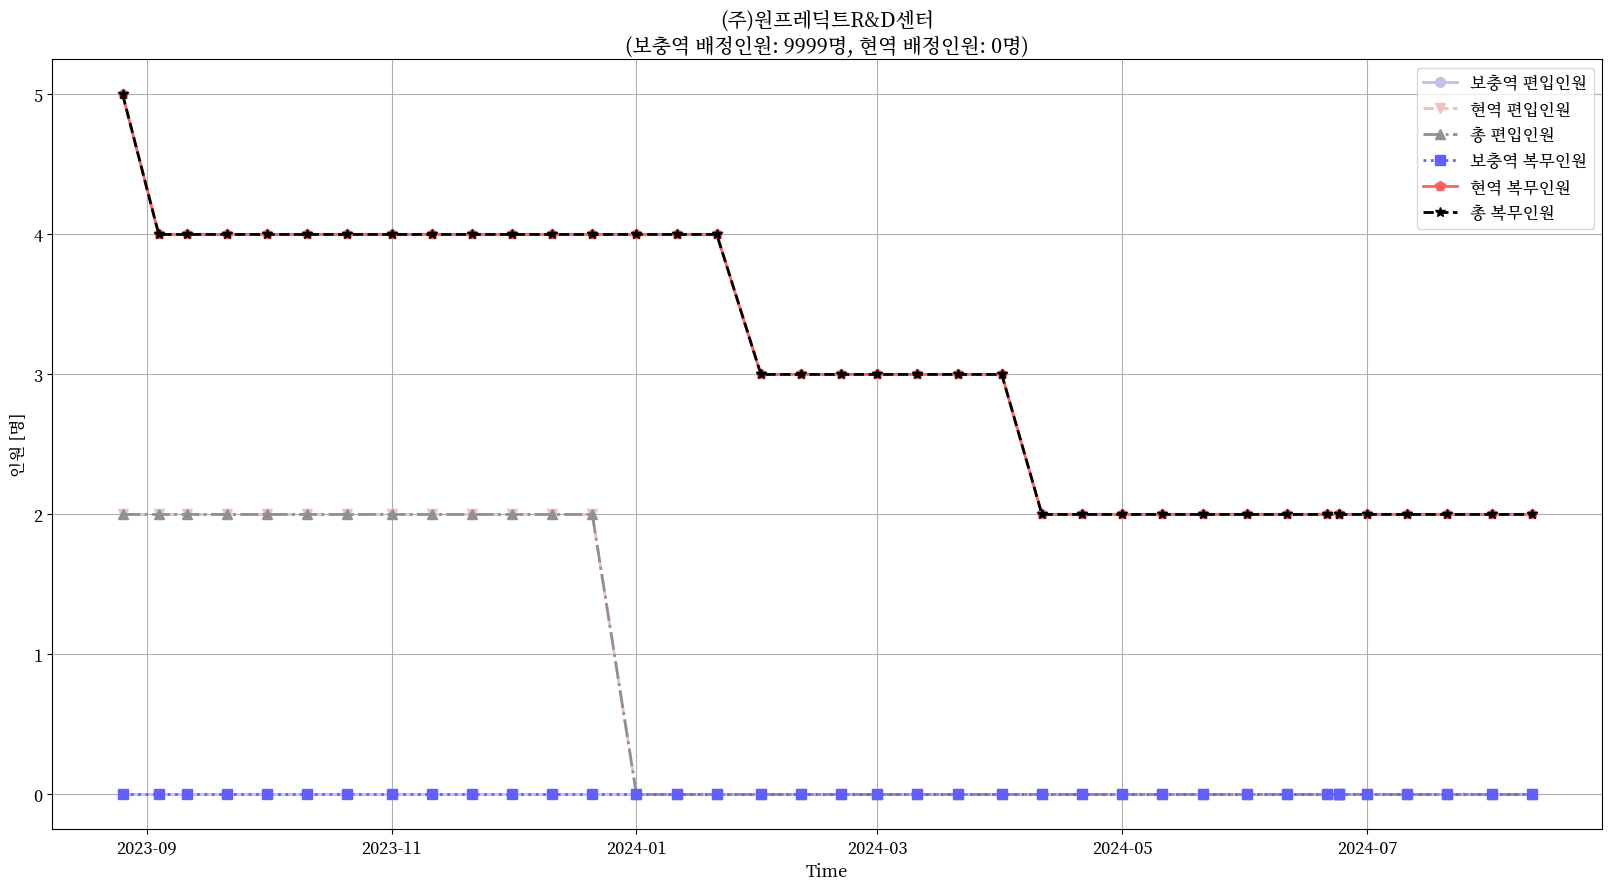 (주)원프레딕트R&D센터
(보충역 배정인원: 9999명, 현역 배정인원: 0명)
보충역 편입인원
현역 편입인원
총 편입인원
보충역 복무인원
현역 복무인원
총 복무인원
5
4
3
2
1
0
인원 [명]
2023-09
2023-11
2024-01
2024-03
2024-05
2024-07
Time